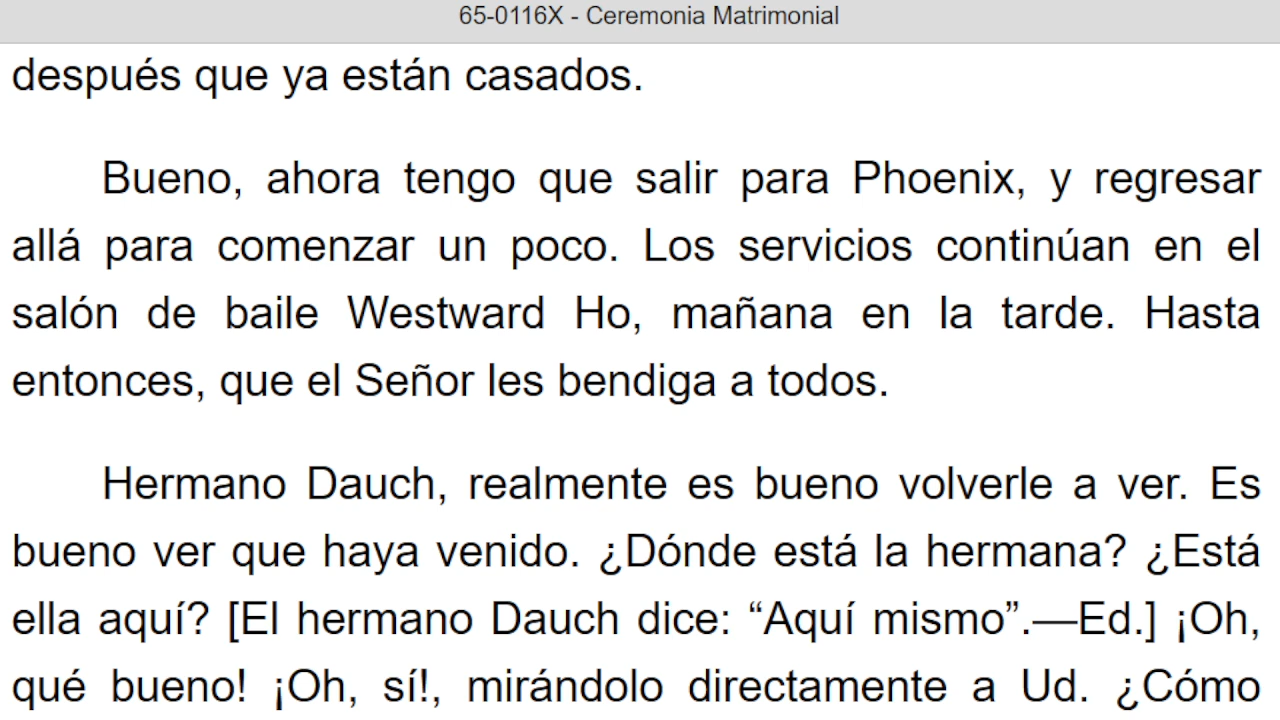 65-0116X - Ceremonia Matrimonial
después que ya están casados.
Bueno, ahora tengo que salir para Phoenix, y regresar
allá para comenzar un poco. Los servicios continúan en el
salón de baile Westward Ho, mañana en la tarde. Hasta
entonces, que el Señor les bendiga a todos.
Hermano Dauch, realmente es bueno volverle a ver. Es
bueno ver que haya venido. ¿Dónde está la hermana? ¿Está
ella aquí? [El hermano Dauch dice: “Aquí mismo”.—Ed.] ¡Oh,
qué bueno! ¡Oh, sí!, mirándolo directamente a Ud. ¿Cómo